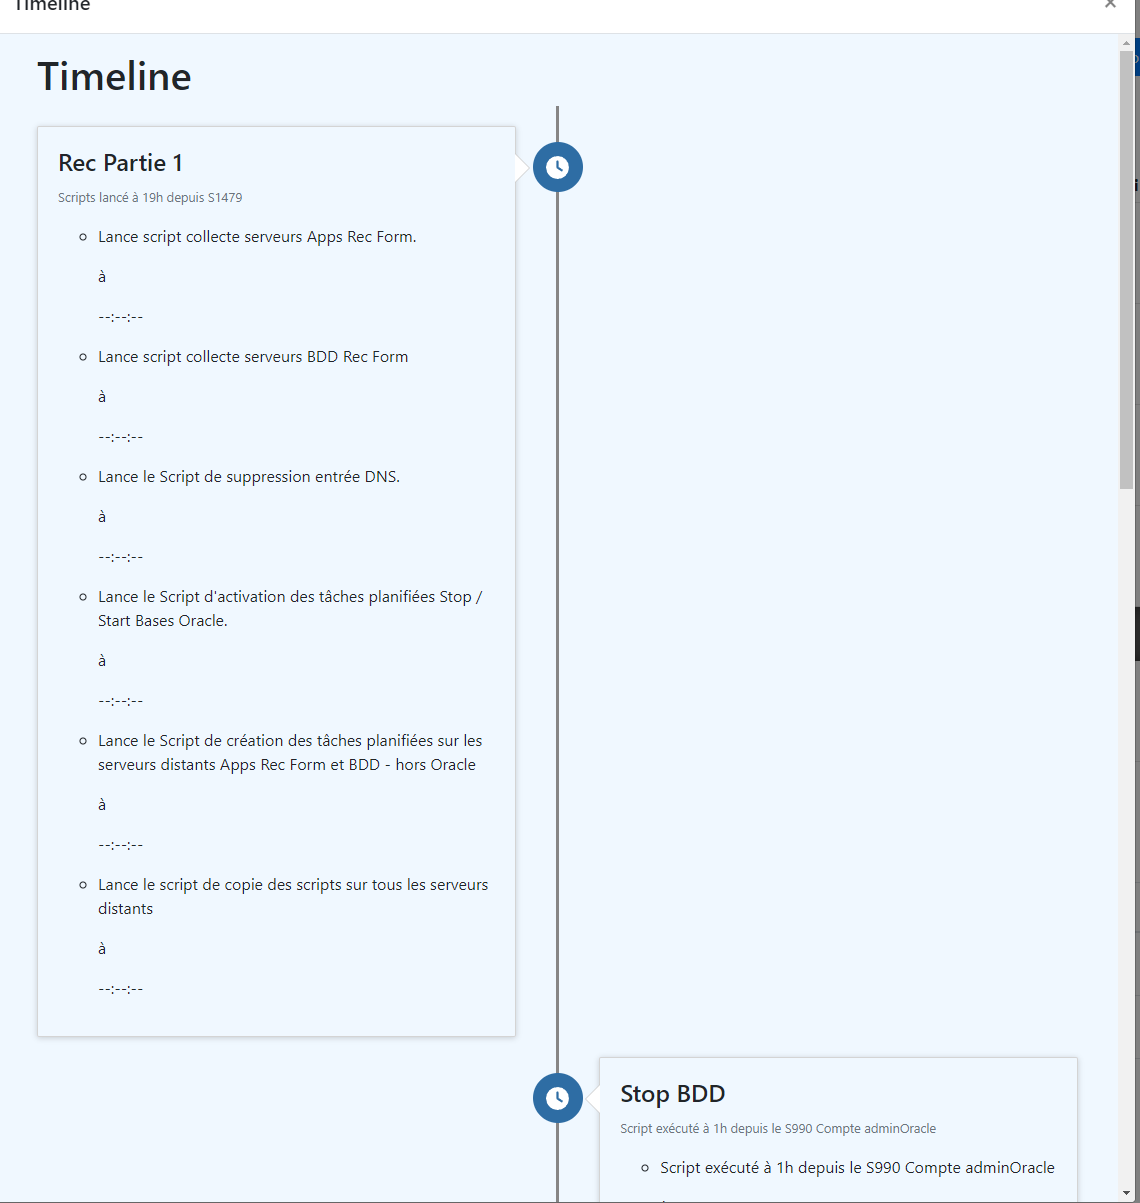 Timeline
×
Timeline
Rec Partie 1
Scripts lancé à 19h depuis S1479
Lance script collecte serveurs Apps Rec Form.
à
--:--:--
Lance script collecte serveurs BDD Rec Form
à
--:--:--
Lance le Script de suppression entrée DNS.
à
--:--:--
Lance le Script d'activation des tâches planifiées Stop /
Start Bases Oracle.
à
--:--:--
Lance le Script de création des tâches planifiées sur les
serveurs distants Apps Rec Form et BDD - hors Oracle
à
--:--:--
Lance le script de copie des scripts sur tous les serveurs
distants
à
--:--:--
Stop BDD
Script exécuté à 1h depuis le S990 Compte adminOracle
Script exécuté à 1h depuis le S990 Compte adminOracle